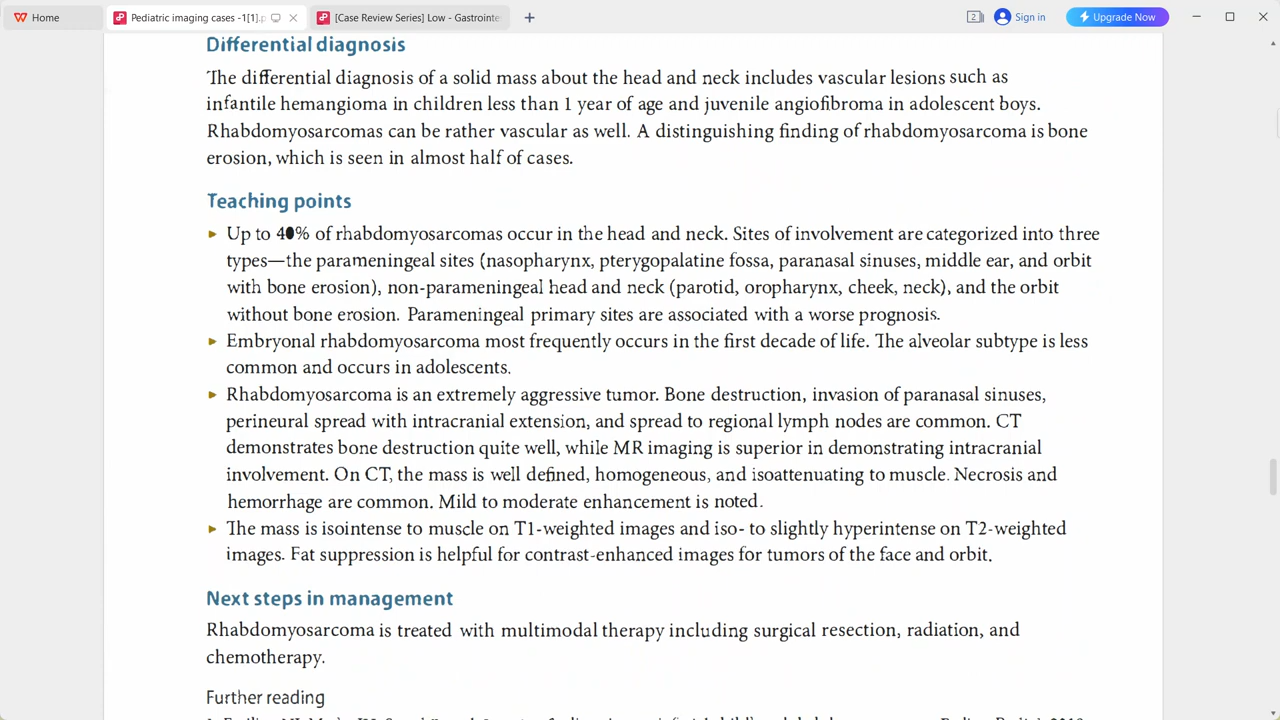 Home
Pediatric imaging cases -1[1].p
[Case Review Series] Low - Gastrointe
2
Sign in
Upgrade Now
Differential diagnosis
The differential diagnosis of a solid mass about the head and neck includes vascular lesions such as
infantile hemangioma in children less than 1 year of age and juvenile angiofibroma in adolescent boys.
Rhabdomyosarcomas can be rather vascular as well. A distinguishing finding of rhabdomyosarcoma is bone
erosion, which is seen in almost half of cases.
Teaching points
Up to 40% of rhabdomyosarcomas occur in the head and neck. Sites of involvement are categorized into three
types—the parameningeal sites (nasopharynx, pterygopalatine fossa, paranasal sinuses, middle ear, and orbit
with bone erosion), non-parameningeal head and neck (parotid, oropharynx, cheek, neck), and the orbit
without bone erosion. Parameningeal primary sites are associated with a worse prognosis.
Embryonal rhabdomyosarcoma most frequently occurs in the first decade of life. The alveolar subtype is less
common and occurs in adolescents.
Rhabdomyosarcoma is an extremely aggressive tumor. Bone destruction, invasion of paranasal sinuses,
perineural spread with intracranial extension, and spread to regional lymph nodes are common. CT
demonstrates bone destruction quite well, while MR imaging is superior in demonstrating intracranial
involvement. On CT, the mass is well defined, homogeneous, and isoattenuating to muscle. Necrosis and
hemorrhage are common. Mild to moderate enhancement is noted.
The mass is isointense to muscle on T1-weighted images and iso- to slightly hyperintense on T2-weighted
images. Fat suppression is helpful for contrast-enhanced images for tumors of the face and orbit.
Next steps in management
Rhabdomyosarcoma is treated with multimodal therapy including surgical resection, radiation, and
chemotherapy.
Further reading